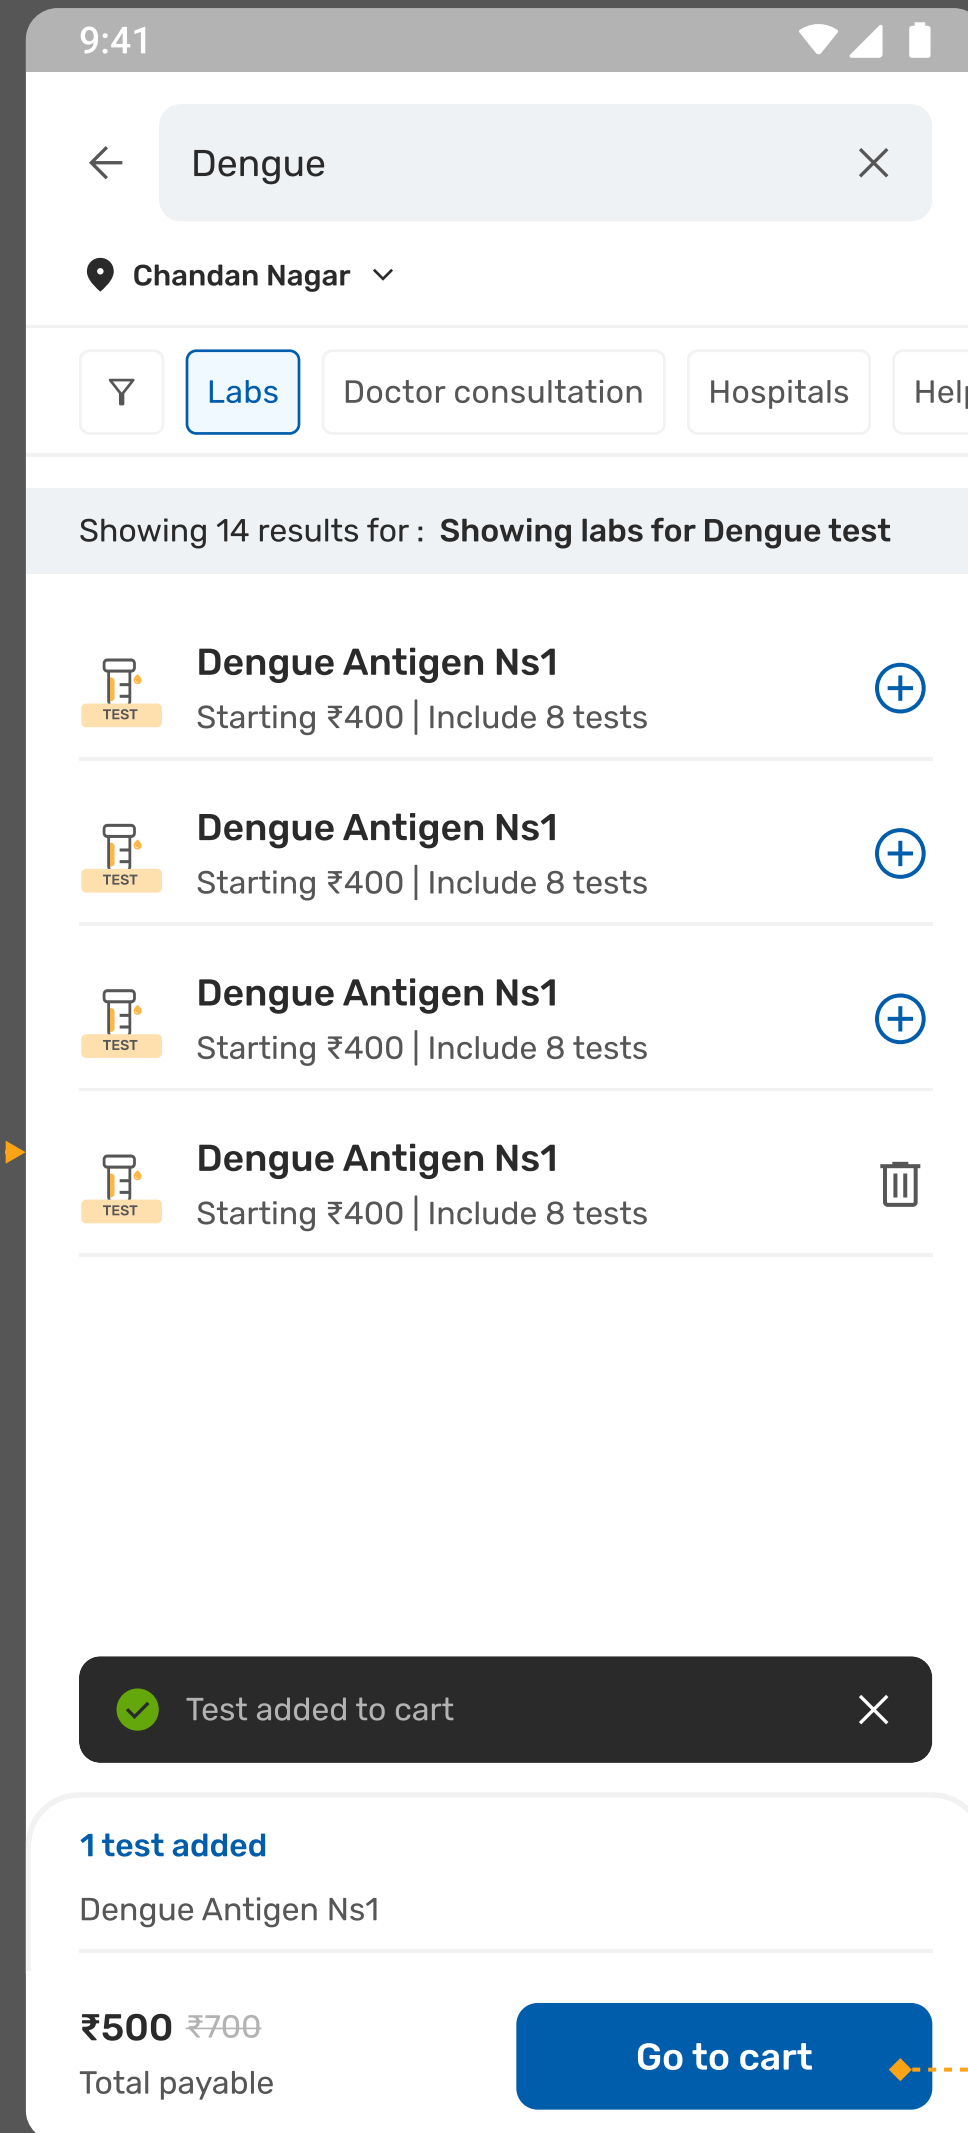 9:41
Dengue
Chandan Nagar
Labs
Doctor consultation
Hospitals
Showing 14 results for : Showing labs for Dengue test
Dengue Antigen Ns1
TEST
Starting ₹400 | Include 8 tests
Dengue Antigen Ns1
TEST
Starting ₹400 | Include 8 tests
Dengue Antigen Ns1
TEST
Starting ₹400 | Include 8 tests
Dengue Antigen Ns1
TEST
Starting ₹400 | Include 8 tests
Test added to cart
1 test added
Dengue Antigen Ns1
₹500 ₹700
Total payable
Go to cart